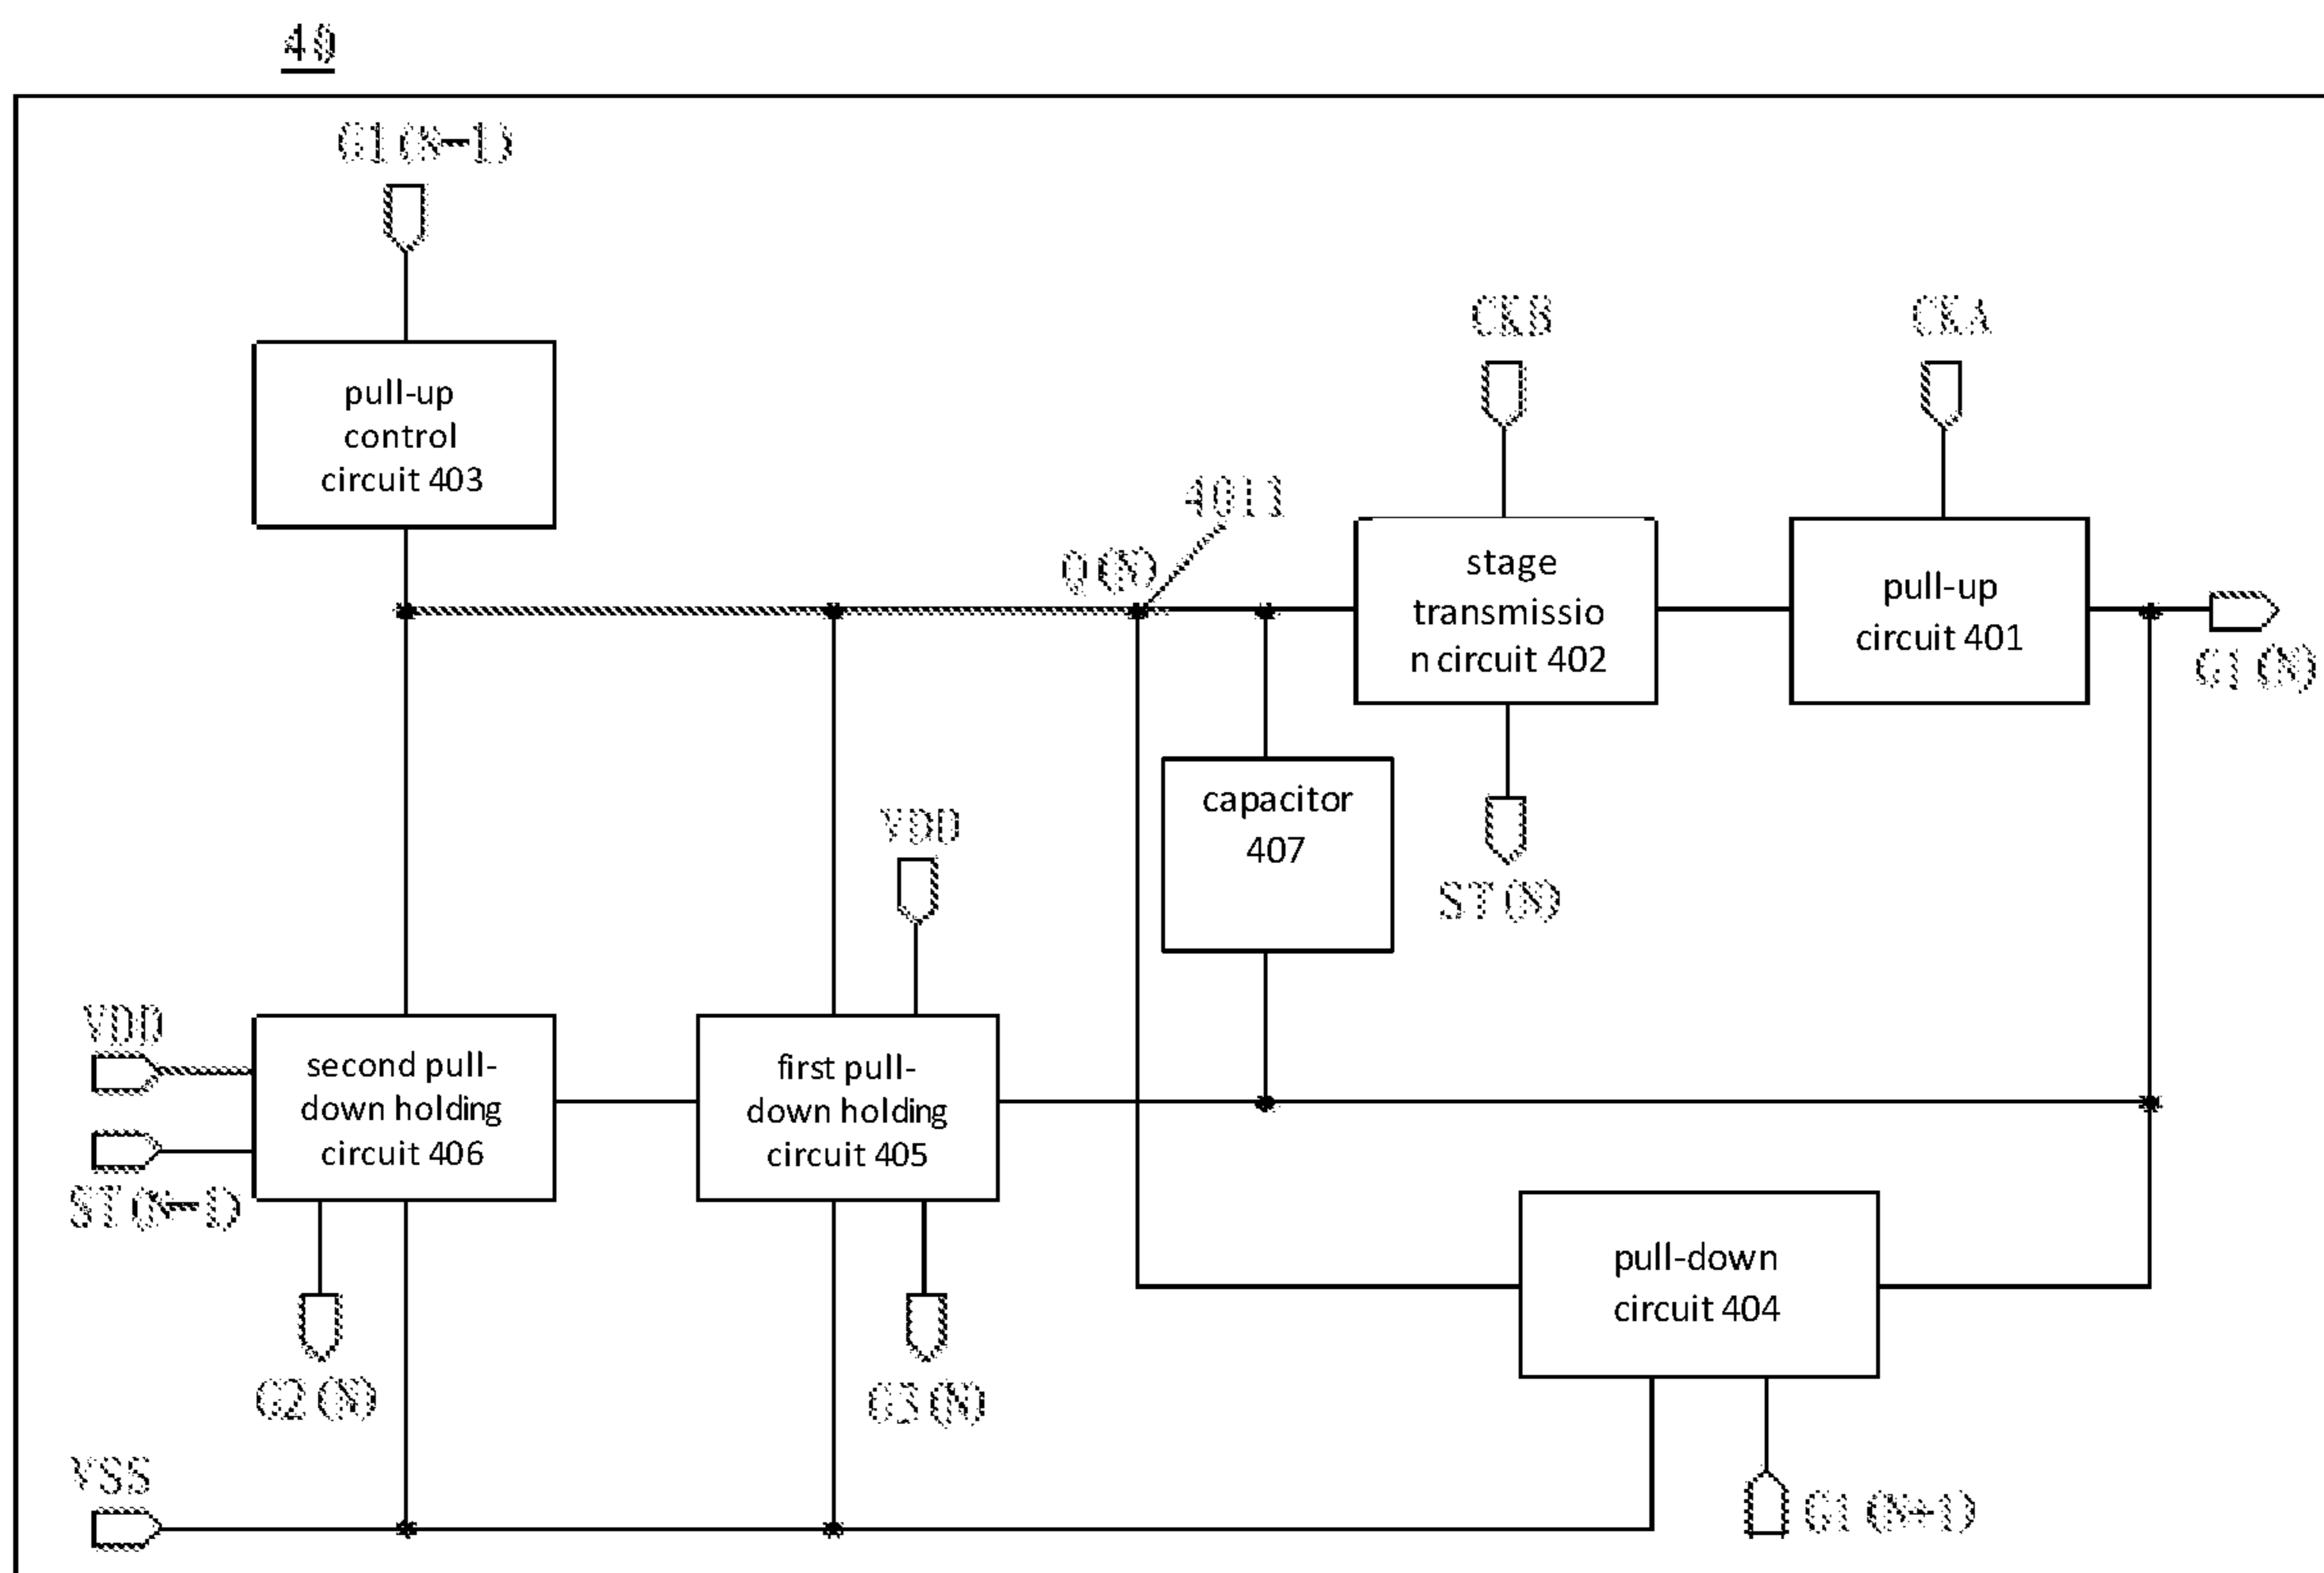 40
G1(N-1)
pull-up
control
circuit 403
CKB
CKA
4011
Q(N)
stage
transmissio
n circuit 402
pull-up
circuit 401
G1(N)
capacitor
407
VDD
ST(N)
VDD
second pull-
down holding
circuit 406
first pull-
down holding
circuit 405
ST(N-1)
pull-down
circuit 404
G2(N)
G3(N)
VSS
G1(N+1)